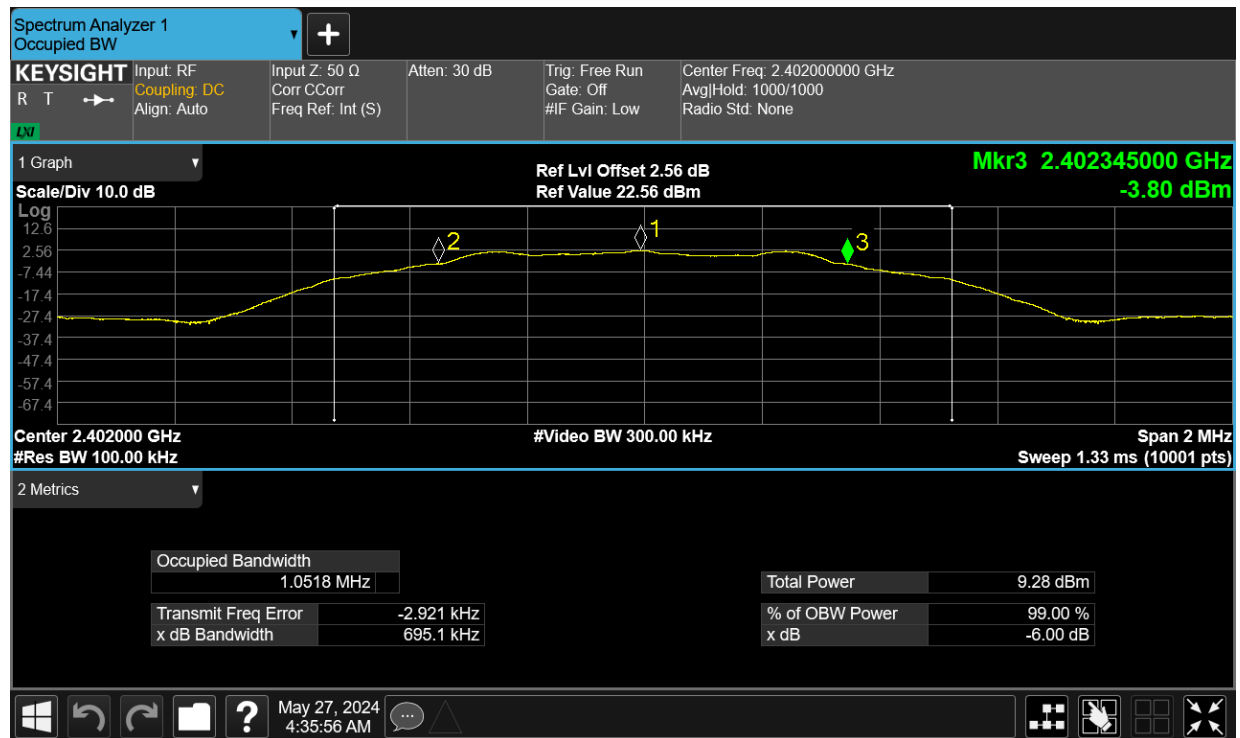 Spectrum Analyzer 1
Occupied BW
KEYSIGHT
R T
LXI
Input: RF
Coupling: DC
Align: Auto
Input Z: 50 Ω
Corr CCorr
Freq Ref: Int (S)
Atten: 30 dB
Trig: Free Run
Gate: Off
#IF Gain: Low
Center Freq: 2.402000000 GHz
Avg|Hold: 1000/1000
Radio Std: None
1 Graph
Scale/Div 10.0 dB
Ref Lvl Offset 2.56 dB
Ref Value 22.56 dBm
Mkr3 2.402345000 GHz
-3.80 dBm
Log
12.6
2.56
-7.44
-17.4
-27.4
-37.4
-47.4
-57.4
-67.4
2
1
3
Center 2.402000 GHz
#Res BW 100.00 kHz
#Video BW 300.00 kHz
Span 2 MHz
Sweep 1.33 ms (10001 pts)
2 Metrics
Occupied Bandwidth
1.0518 MHz
Transmit Freq Error -2.921 kHz
x dB Bandwidth 695.1 kHz
Total Power 9.28 dBm
% of OBW Power 99.00 %
x dB -6.00 dB
?
May 27, 2024
4:35:56 AM